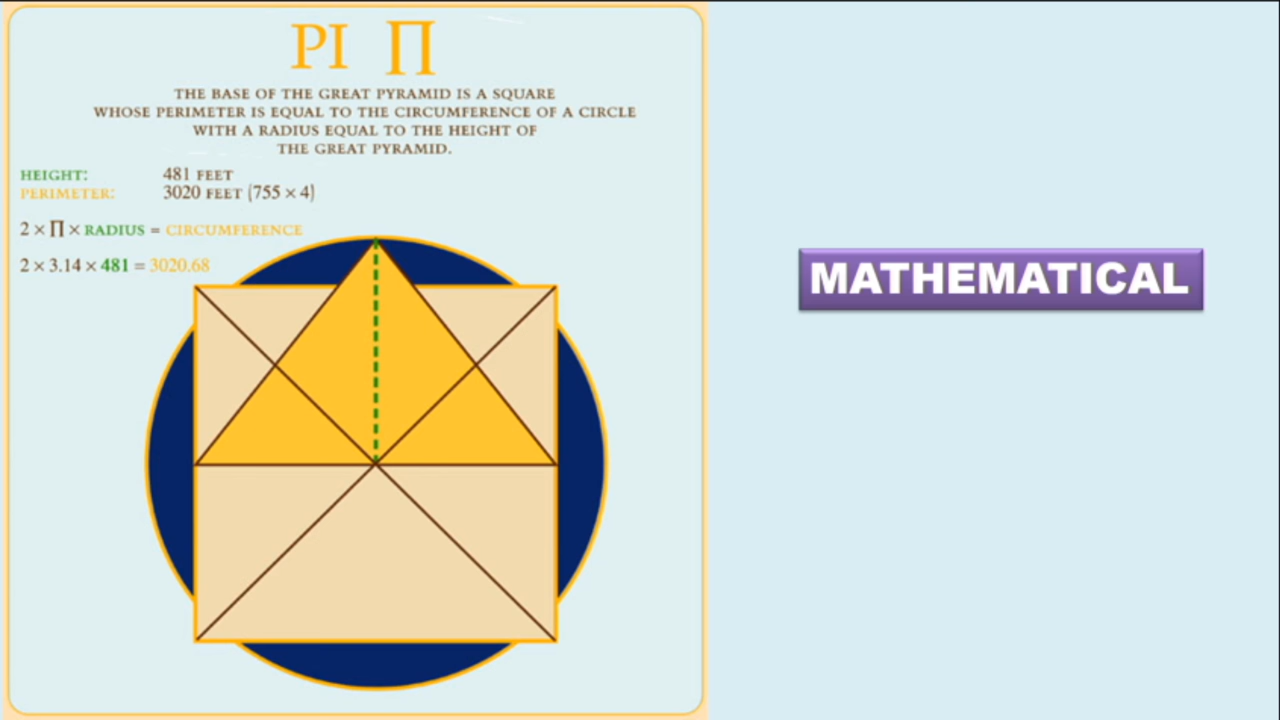 PI Π
THE BASE OF THE GREAT PYRAMID IS A SQUARE
WHOSE PERIMETER IS EQUAL TO THE CIRCUMFERENCE OF A CIRCLE
WITH A RADIUS EQUAL TO THE HEIGHT OF
THE GREAT PYRAMID.
HEIGHT: 481 FEET
PERIMETER: 3020 FEET (755 × 4)
2 × Π × RADIUS = CIRCUMFERENCE
2 × 3.14 × 481 = 3020.68
MATHEMATICAL